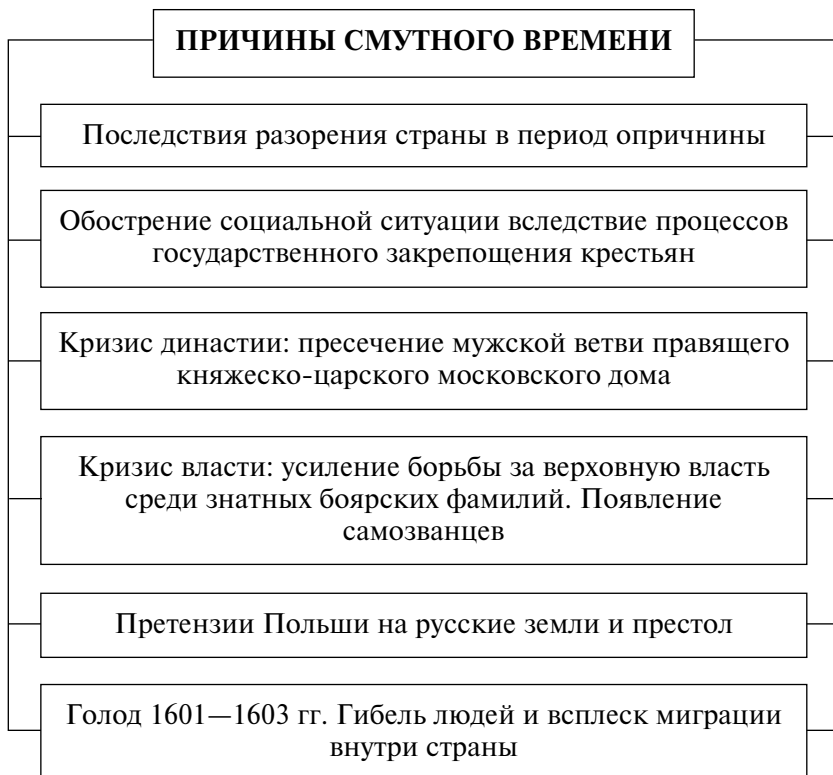 ПРИЧИНЫ СМУТНОГО ВРЕМЕНИ
Последствия разорения страны в период опричнины
Обострение социальной ситуации вследствие процессов
государственного закрепощения крестьян
Кризис династии: пресечение мужской ветви правящего
княжеско-царского московского дома
Кризис власти: усиление борьбы за верховную власть
среди знатных боярских фамилий. Появление
самозванцев
Претензии Польши на русские земли и престол
Голод 1601—1603 гг. Гибель людей и всплеск миграции
внутри страны